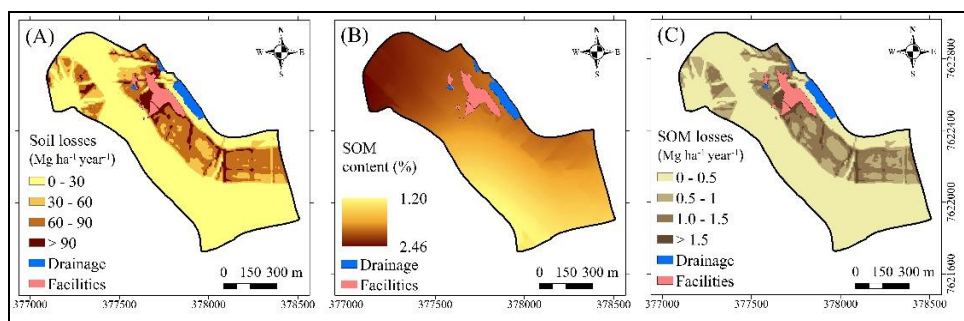 (A)
N
W E
S
Soil losses
(Mg ha⁻¹ year⁻¹)
0 - 30
30 - 60
60 - 90
> 90
Drainage
Facilities
0 150 300 m
377000 377500 378000 378500
(B)
N
W E
S
SOM
content (%)
1.20
2.46
Drainage
Facilities
0 150 300 m
377000 377500 378000 378500
(C)
N
W E
S
SOM losses
(Mg ha⁻¹ year⁻¹)
0 - 0.5
0.5 - 1
1.0 - 1.5
> 1.5
Drainage
Facilities
0 150 300 m
377000 377500 378000 378500
7622800
7622400
7622000
7621600